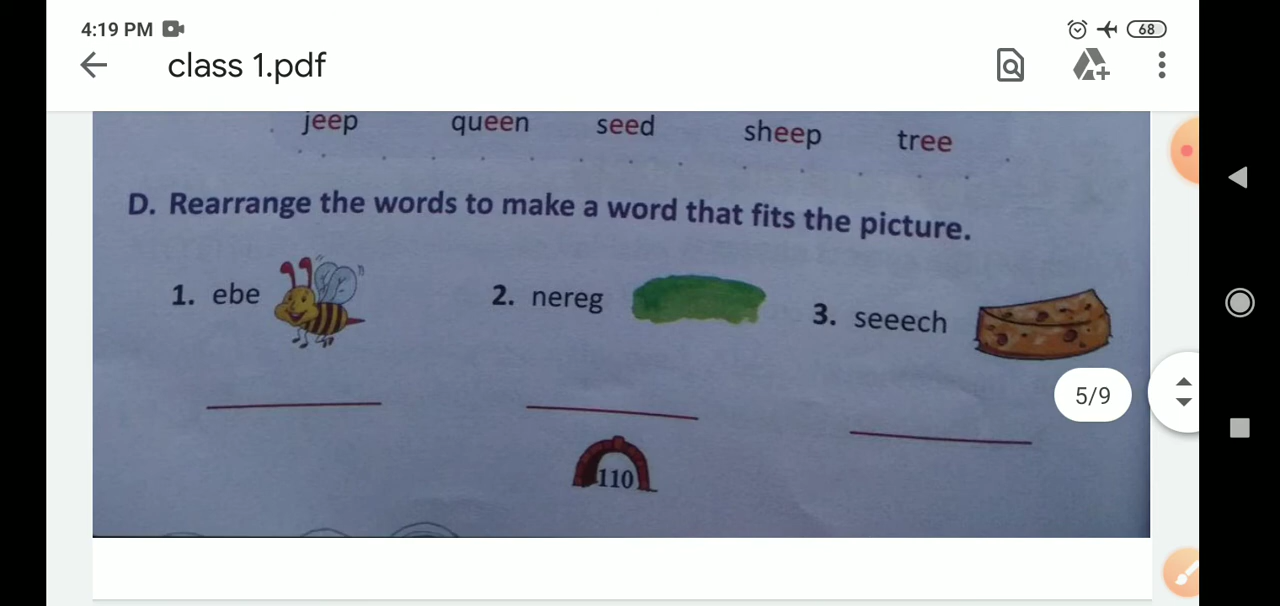 4:19 PM 68
class 1.pdf
jeep queen seed sheep tree
D. Rearrange the words to make a word that fits the picture.
1. ebe 2. nereg 3. seeech
5/9
110